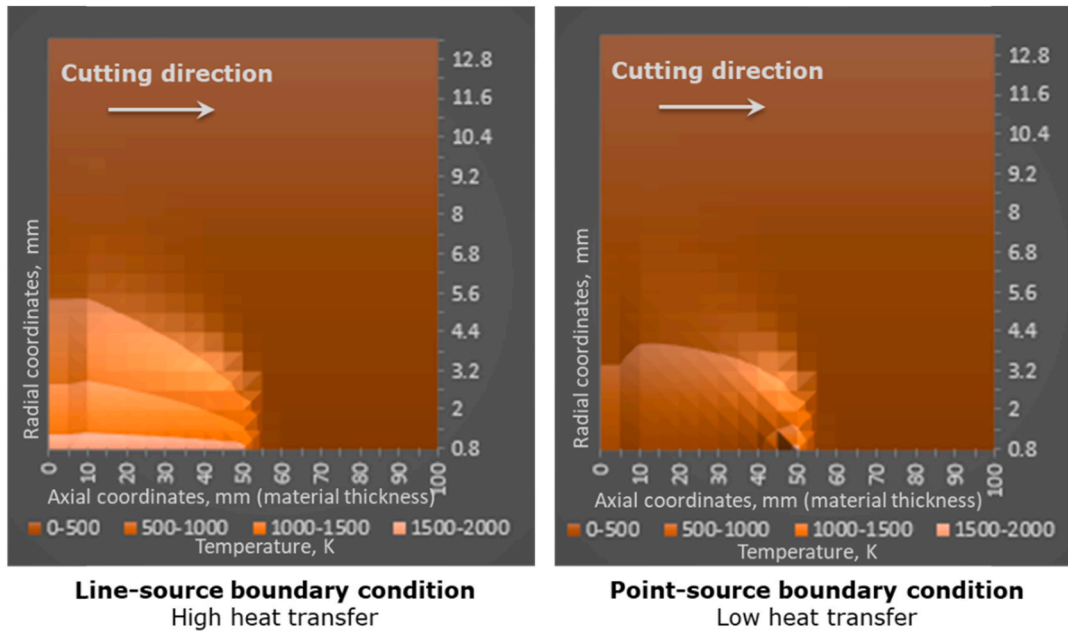 Cutting direction
12.8
11.6
10.4
9.2
8
6.8
5.6
4.4
3.2
2
0.8
Radial coordinates, mm
0 10 20 30 40 50 60 70 80 90 100
Axial coordinates, mm (material thickness)
0-500 500-1000 1000-1500 1500-2000
Temperature, K
Line-source boundary condition
High heat transfer
Cutting direction
12.8
11.6
10.4
9.2
8
6.8
5.6
4.4
3.2
2
0.8
Radial coordinates, mm
0 10 20 30 40 50 60 70 80 90 100
Axial coordinates, mm (material thickness)
0-500 500-1000 1000-1500 1500-2000
Temperature, K
Point-source boundary condition
Low heat transfer